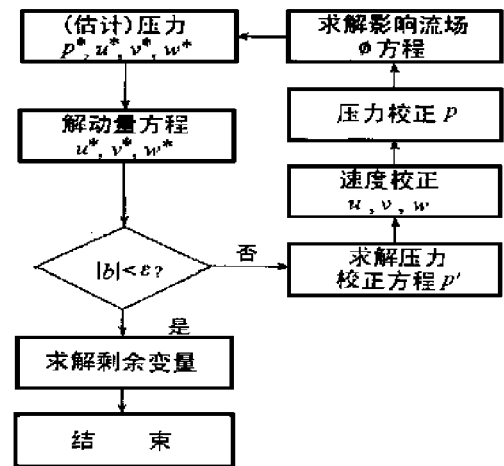 (估计)压力
p*, u*, v*, w*
解动量方程
u*, v*, w*
|b|<ε?
否
是
求解剩余变量
结 束
求解压力
校正方程p′
速度校正
u, v, w
压力校正 p
求解影响流场
φ方程